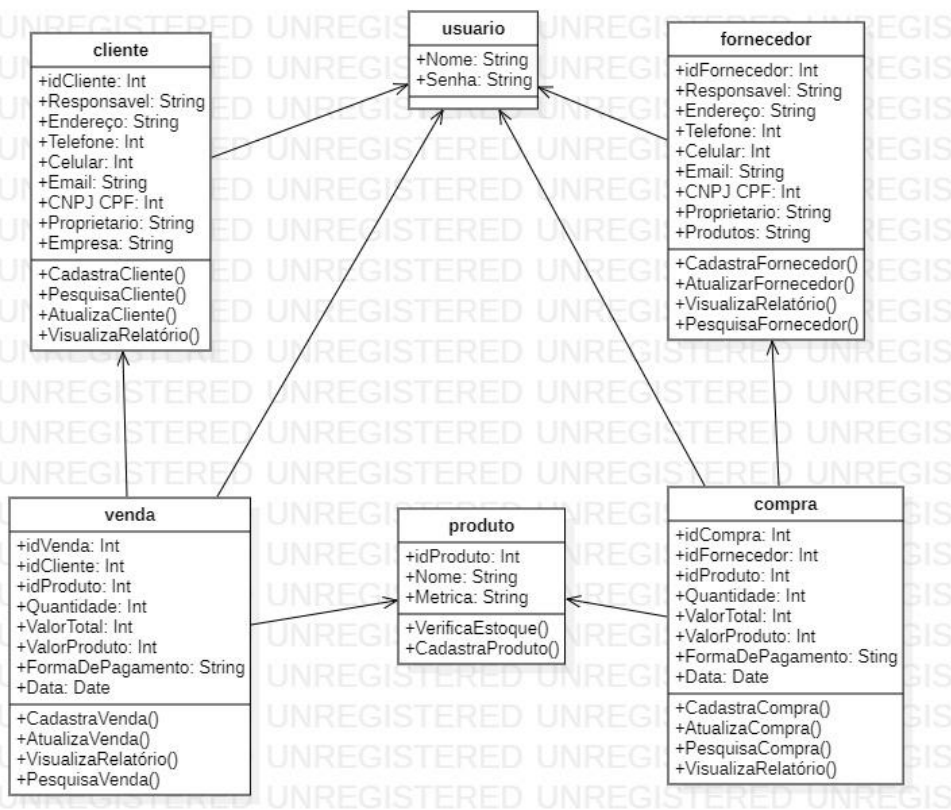 cliente
+idCliente: Int
+Responsavel: String
+Endereço: String
+Telefone: Int
+Celular: Int
+Email: String
+CNPJ CPF: Int
+Proprietario: String
+Empresa: String
+CadastraCliente()
+PesquisaCliente()
+AtualizaCliente()
+VisualizaRelatório()
usuario
+Nome: String
+Senha: String
fornecedor
+idFornecedor: Int
+Responsavel: String
+Endereço: String
+Telefone: Int
+Celular: Int
+Email: String
+CNPJ CPF: Int
+Proprietario: String
+Produtos: String
+CadastraFornecedor()
+AtualizarFornecedor()
+VisualizaRelatório()
+PesquisaFornecedor()
venda
+idVenda: Int
+idCliente: Int
+idProduto: Int
+Quantidade: Int
+ValorTotal: Int
+ValorProduto: Int
+FormaDePagamento: String
+Data: Date
+CadastraVenda()
+AtualizaVenda()
+VisualizaRelatório()
+PesquisaVenda()
produto
+idProduto: Int
+Nome: String
+Metrica: String
+VerificaEstoque()
+CadastraProduto()
compra
+idCompra: Int
+idFornecedor: Int
+idProduto: Int
+Quantidade: Int
+ValorTotal: Int
+ValorProduto: Int
+FormaDePagamento: Sting
+Data: Date
+CadastraCompra()
+AtualizaCompra()
+PesquisaCompra()
+VisualizaRelatório()
UNREGISTERED